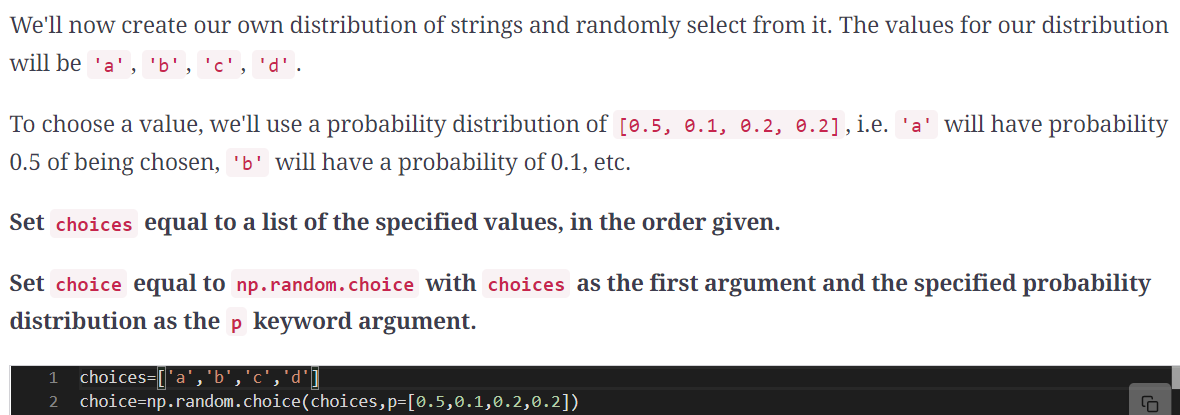 We'll now create our own distribution of strings and randomly select from it. The values for our distribution
will be 'a', 'b', 'c', 'd'.
To choose a value, we'll use a probability distribution of [0.5, 0.1, 0.2, 0.2], i.e. 'a' will have probability
0.5 of being chosen, 'b' will have a probability of 0.1, etc.
Set choices equal to a list of the specified values, in the order given.
Set choice equal to np.random.choice with choices as the first argument and the specified probability
distribution as the p keyword argument.
1 choices=['a','b','c','d']
2 choice=np.random.choice(choices,p=[0.5,0.1,0.2,0.2])